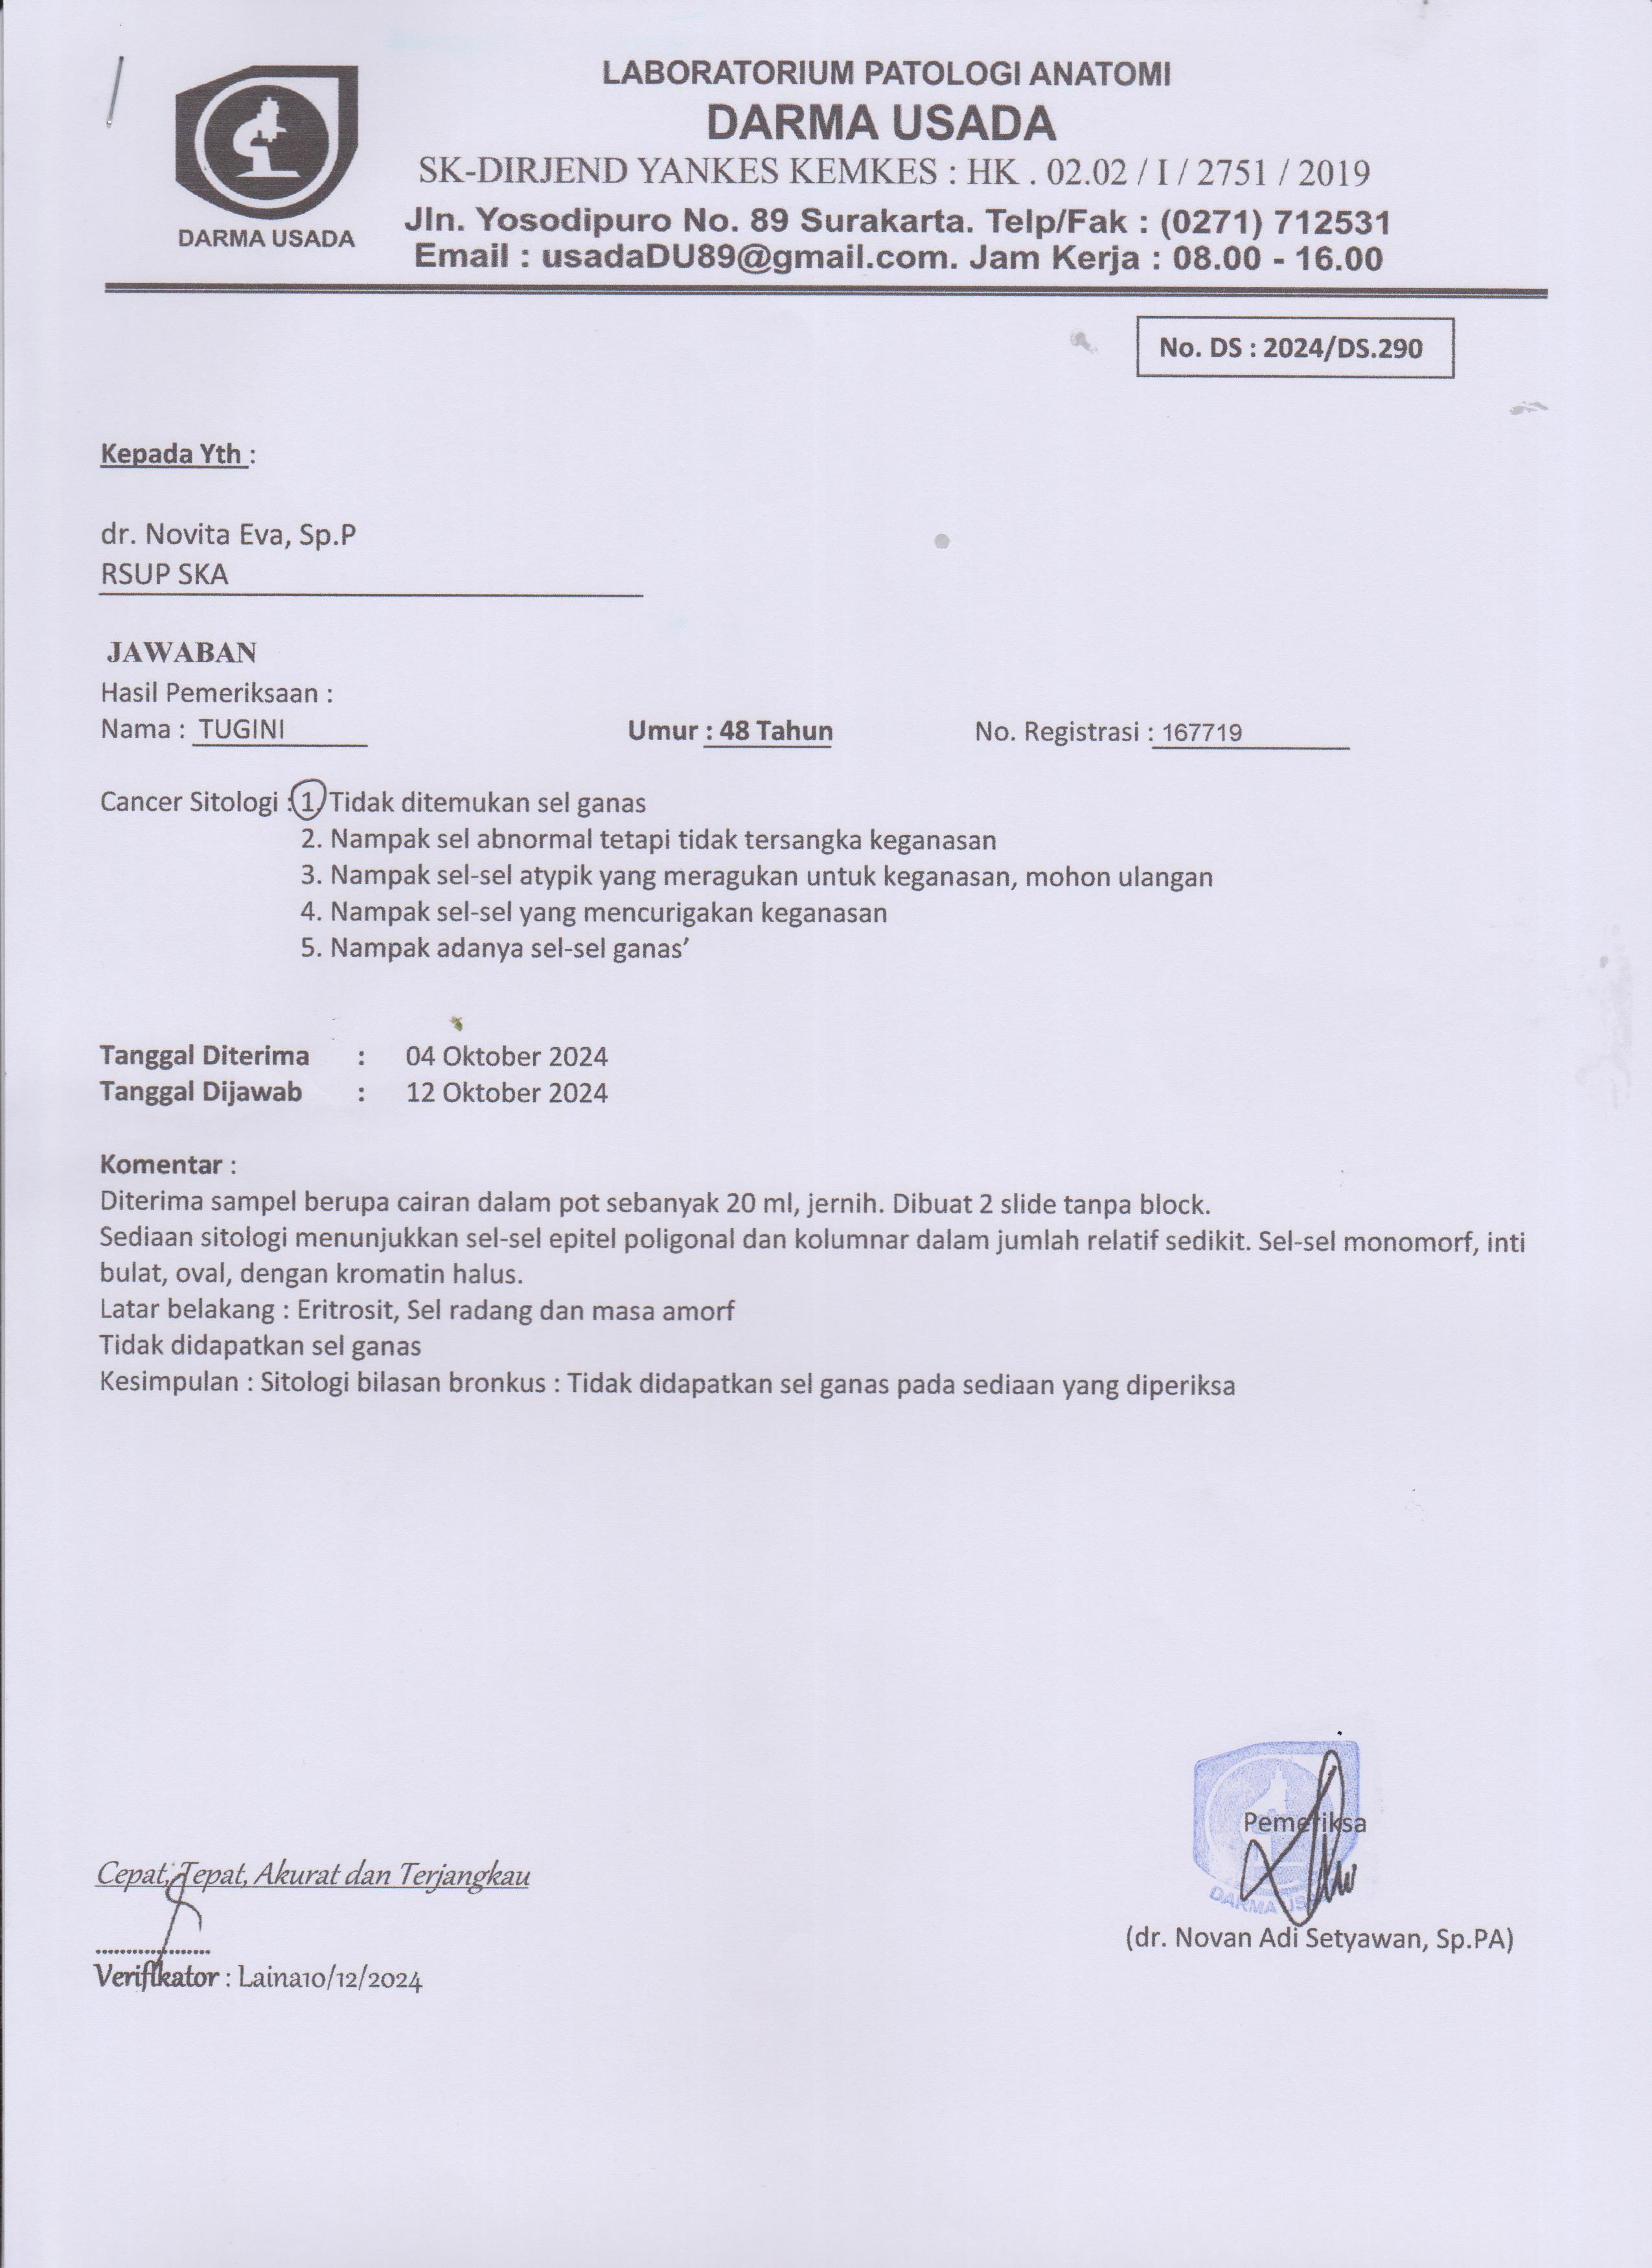 LABORATORIUM PATOLOGI ANATOMI
DARMA USADA
SK-DIRJEND YANKES KEMKES : HK . 02.02 / I / 2751 / 2019
Jln. Yosodipuro No. 89 Surakarta. Telp/Fak : (0271) 712531
Email : usadaDU89@gmail.com. Jam Kerja : 08.00 - 16.00
DARMA USADA
No. DS : 2024/DS.290
Kepada Yth :
dr. Novita Eva, Sp.P
RSUP SKA
JAWABAN
Hasil Pemeriksaan :
Nama : TUGINI Umur : 48 Tahun No. Registrasi : 167719
Cancer Sitologi : 1. Tidak ditemukan sel ganas
2. Nampak sel abnormal tetapi tidak tersangka keganasan
3. Nampak sel-sel atypik yang meragukan untuk keganasan, mohon ulangan
4. Nampak sel-sel yang mencurigakan keganasan
5. Nampak adanya sel-sel ganas’
Tanggal Diterima : 04 Oktober 2024
Tanggal Dijawab : 12 Oktober 2024
Komentar :
Diterima sampel berupa cairan dalam pot sebanyak 20 ml, jernih. Dibuat 2 slide tanpa block.
Sediaan sitologi menunjukkan sel-sel epitel poligonal dan kolumnar dalam jumlah relatif sedikit. Sel-sel monomorf, inti
bulat, oval, dengan kromatin halus.
Latar belakang : Eritrosit, Sel radang dan masa amorf
Tidak didapatkan sel ganas
Kesimpulan : Sitologi bilasan bronkus : Tidak didapatkan sel ganas pada sediaan yang diperiksa
Pemeriksa
DARMA USADA
Cepat, Tepat, Akurat dan Terjangkau
(dr. Novan Adi Setyawan, Sp.PA)
....................
Verifikator : Laina10/12/2024